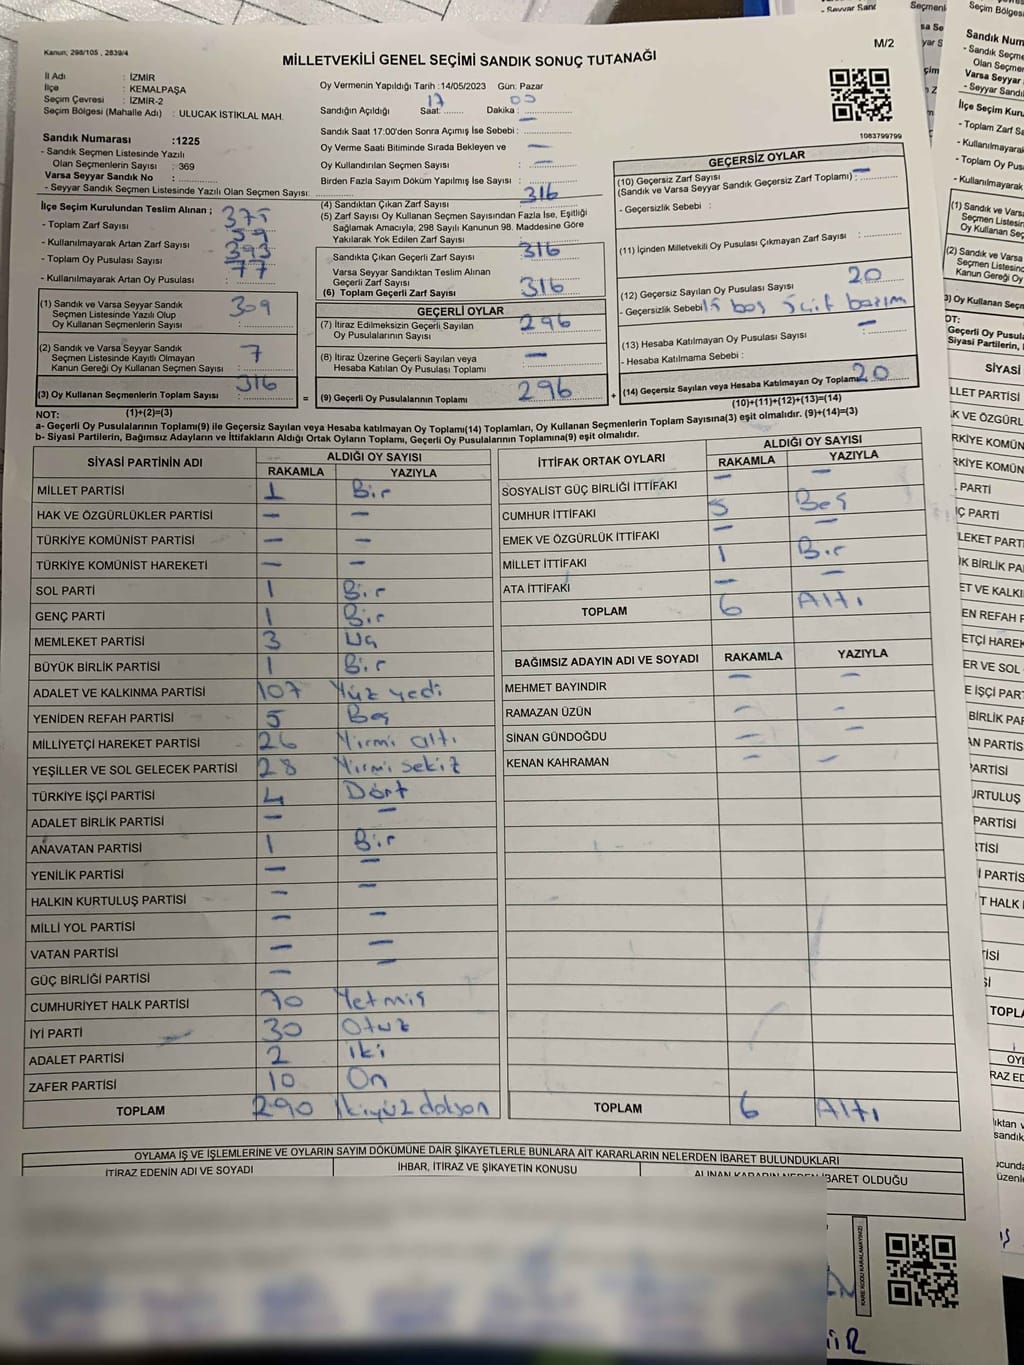 Kanun; 298/105 , 2839/4
MİLLETVEKİLİ GENEL SEÇİMİ SANDIK SONUÇ TUTANAĞI
M/2
İl Adı : İZMİR
İlçe : KEMALPAŞA
Seçim Çevresi : İZMİR-2
Seçim Bölgesi (Mahalle Adı) : ULUCAK İSTİKLAL MAH.
Oy Vermenin Yapıldığı Tarih :14/05/2023 Gün: Pazar
Sandığın Açıldığı Saat: 17 Dakika : 00
Sandık Saat 17:00'den Sonra Açımış İse Sebebi : —
Oy Verme Saati Bitiminde Sırada Bekleyen ve
Oy Kullandırılan Seçmen Sayısı : —
Birden Fazla Sayım Döküm Yapılmış İse Sayısı : —
1083799799
Sandık Numarası :1225
- Sandık Seçmen Listesinde Yazılı
Olan Seçmenlerin Sayısı : 369
Varsa Seyyar Sandık No :
- Seyyar Sandık Seçmen Listesinde Yazılı Olan Seçmen Sayısı:
İlçe Seçim Kurulundan Teslim Alınan ;
- Toplam Zarf Sayısı : 375
- Kullanılmayarak Artan Zarf Sayısı : 59
- Toplam Oy Pusulası Sayısı : 393
- Kullanılmayarak Artan Oy Pusulası : 77
(1) Sandık ve Varsa Seyyar Sandık
Seçmen Listesinde Yazılı Olup
Oy Kullanan Seçmenlerin Sayısı : 309
(2) Sandık ve Varsa Seyyar Sandık
Seçmen Listesinde Kayıtlı Olmayan
Kanun Gereği Oy Kullanan Seçmen Sayısı : 7
(3) Oy Kullanan Seçmenlerin Toplam Sayısı : 316
(4) Sandıktan Çıkan Zarf Sayısı : 316
(5) Zarf Sayısı Oy Kullanan Seçmen Sayısından Fazla İse, Eşitliği
Sağlamak Amacıyla; 298 Sayılı Kanunun 98. Maddesine Göre
Yakılarak Yok Edilen Zarf Sayısı :
Sandıkta Çıkan Geçerli Zarf Sayısı : 316
Varsa Seyyar Sandıktan Teslim Alınan
Geçerli Zarf Sayısı :
(6) Toplam Geçerli Zarf Sayısı : 316
GEÇERLİ OYLAR
(7) İtiraz Edilmeksizin Geçerli Sayılan
Oy Pusulalarının Sayısı : 296
(8) İtiraz Üzerine Geçerli Sayılan veya
Hesaba Katılan Oy Pusulası Toplamı : —
= (9) Geçerli Oy Pusulalarının Toplamı : 296
GEÇERSİZ OYLAR
(10) Geçersiz Zarf Sayısı
(Sandık ve Varsa Seyyar Sandık Geçersiz Zarf Toplamı) : —
- Geçersizlik Sebebi :
(11) İçinden Milletvekili Oy Pusulası Çıkmayan Zarf Sayısı :
(12) Geçersiz Sayılan Oy Pusulası Sayısı : 20
- Geçersizlik Sebebi : 15 boş 5 çift basım
(13) Hesaba Katılmayan Oy Pusulası Sayısı : —
- Hesaba Katılmama Sebebi :
+ (14) Geçersiz Sayılan veya Hesaba Katılmayan Oy Toplamı : 20
NOT: (1)+(2)=(3)
(10)+(11)+(12)+(13)=(14)
a- Geçerli Oy Pusulalarının Toplamı(9) ile Geçersiz Sayılan veya Hesaba katılmayan Oy Toplamı(14) Toplamları, Oy Kullanan Seçmenlerin Toplam Sayısına(3) eşit olmalıdır. (9)+(14)=(3)
b- Siyasi Partilerin, Bağımsız Adayların ve İttifakların Aldığı Ortak Oyların Toplamı, Geçerli Oy Pusulalarının Toplamına(9) eşit olmalıdır.
SİYASİ PARTİNİN ADI ALDIĞI OY SAYISI
RAKAMLA YAZIYLA
MİLLET PARTİSİ 1 Bir
HAK VE ÖZGÜRLÜKLER PARTİSİ — —
TÜRKİYE KOMÜNİST PARTİSİ — —
TÜRKİYE KOMÜNİST HAREKETİ — —
SOL PARTİ 1 Bir
GENÇ PARTİ 1 Bir
MEMLEKET PARTİSİ 3 Üç
BÜYÜK BİRLİK PARTİSİ 1 Bir
ADALET VE KALKINMA PARTİSİ 107 Yüz yedi
YENİDEN REFAH PARTİSİ 5 Beş
MİLLİYETÇİ HAREKET PARTİSİ 26 Yirmi altı
YEŞİLLER VE SOL GELECEK PARTİSİ 28 Yirmi sekiz
TÜRKİYE İŞÇİ PARTİSİ 4 Dört
ADALET BİRLİK PARTİSİ — —
ANAVATAN PARTİSİ 1 Bir
YENİLİK PARTİSİ — —
HALKIN KURTULUŞ PARTİSİ — —
MİLLİ YOL PARTİSİ — —
VATAN PARTİSİ — —
GÜÇ BİRLİĞİ PARTİSİ — —
CUMHURİYET HALK PARTİSİ 70 Yetmiş
İYİ PARTİ 30 Otuz
ADALET PARTİSİ 2 İki
ZAFER PARTİSİ 10 On
TOPLAM 290 İkiyüz doksan
İTTİFAK ORTAK OYLARI ALDIĞI OY SAYISI
RAKAMLA YAZIYLA
SOSYALİST GÜÇ BİRLİĞİ İTTİFAKI — —
CUMHUR İTTİFAKI 5 Beş
EMEK VE ÖZGÜRLÜK İTTİFAKI — —
MİLLET İTTİFAKI 1 Bir
ATA İTTİFAKI — —
TOPLAM 6 Altı
BAĞIMSIZ ADAYIN ADI VE SOYADI RAKAMLA YAZIYLA
MEHMET BAYINDIR — —
RAMAZAN ÜZÜN — —
SİNAN GÜNDOĞDU — —
KENAN KAHRAMAN — —
TOPLAM 6 Altı
OYLAMA İŞ VE İŞLEMLERİNE VE OYLARIN SAYIM DÖKÜMÜNE DAİR ŞİKAYETLERLE BUNLARA AİT KARARLARIN NELERDEN İBARET BULUNDUKLARI
İTİRAZ EDENİN ADI VE SOYADI
İHBAR, İTİRAZ VE ŞİKAYETİN KONUSU
ALINAN KARARIN NEDEN İBARET OLDUĞU
KARE KODU KARALAMAYINIZ!